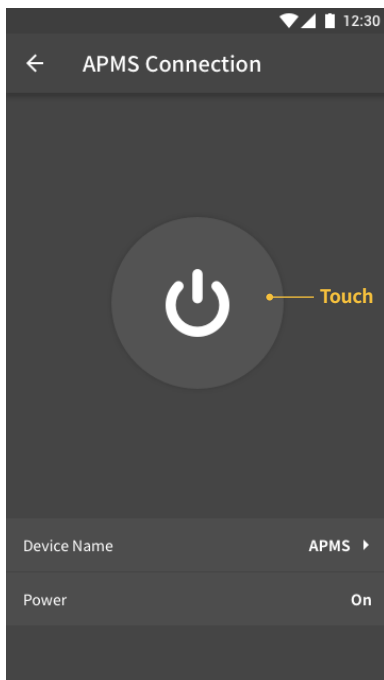 12:30
APMS Connection
Touch
Device Name APMS
Power On